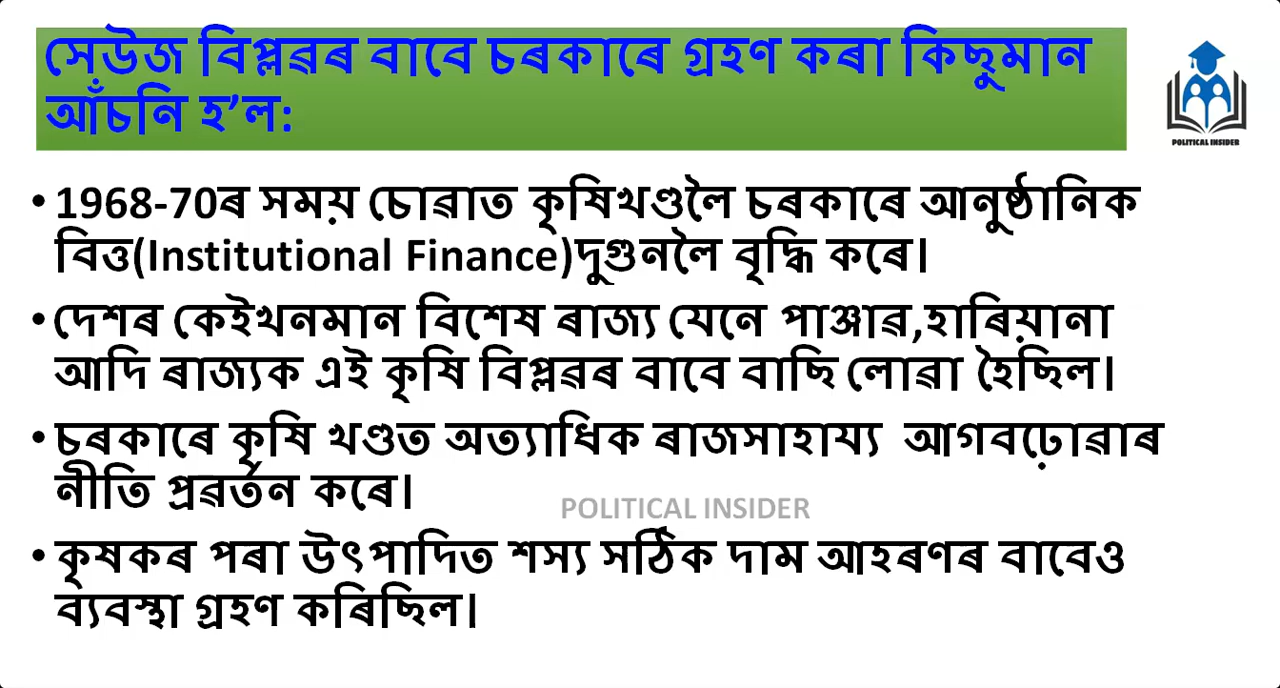 সেউজ বিপ্লৱৰ বাবে চৰকাৰে গ্ৰহণ কৰা কিছুমান
আঁচনি হ’ল:
POLITICAL INSIDER
• 1968-70ৰ সময় চোৱাত কৃষিখণ্ডলৈ চৰকাৰে আনুষ্ঠানিক
বিত্ত(Institutional Finance)দুগুনলৈ বৃদ্ধি কৰে।
• দেশৰ কেইখনমান বিশেষ ৰাজ্য যেনে পাঞ্জাৱ,হাৰিয়ানা
আদি ৰাজ্যক এই কৃষি বিপ্লৱৰ বাবে বাছি লোৱা হৈছিল।
• চৰকাৰে কৃষি খণ্ডত অত্যাধিক ৰাজসাহায্য আগবঢ়োৱাৰ
নীতি প্ৰৱৰ্তন কৰে।
POLITICAL INSIDER
• কৃষকৰ পৰা উৎপাদিত শস্য সঠিক দাম আহৰণৰ বাবেও
ব্যবস্থা গ্ৰহণ কৰিছিল।